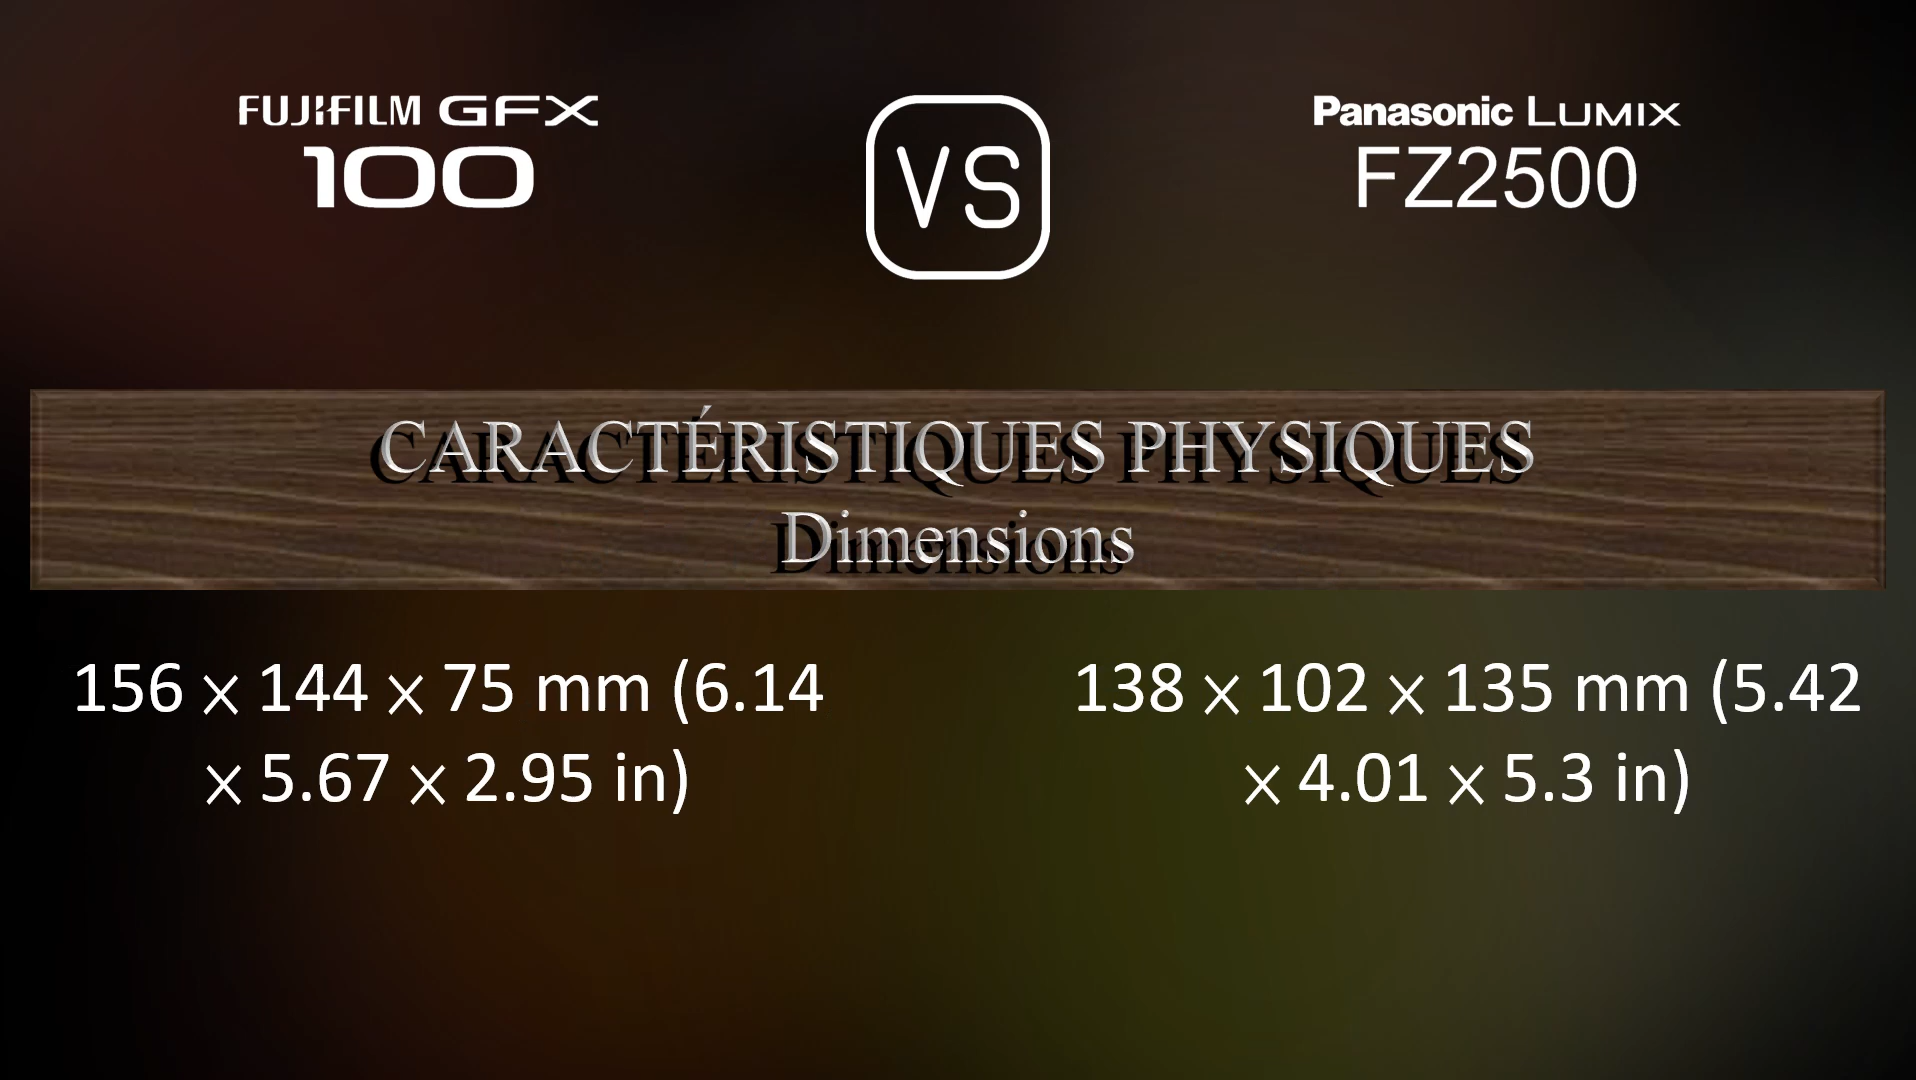 FUJIFILM GFX
100
VS
Panasonic LUMIX
FZ2500
CARACTÉRISTIQUES PHYSIQUES
Dimensions
156 x 144 x 75 mm (6.14
x 5.67 x 2.95 in)
138 x 102 x 135 mm (5.42
x 4.01 x 5.3 in)